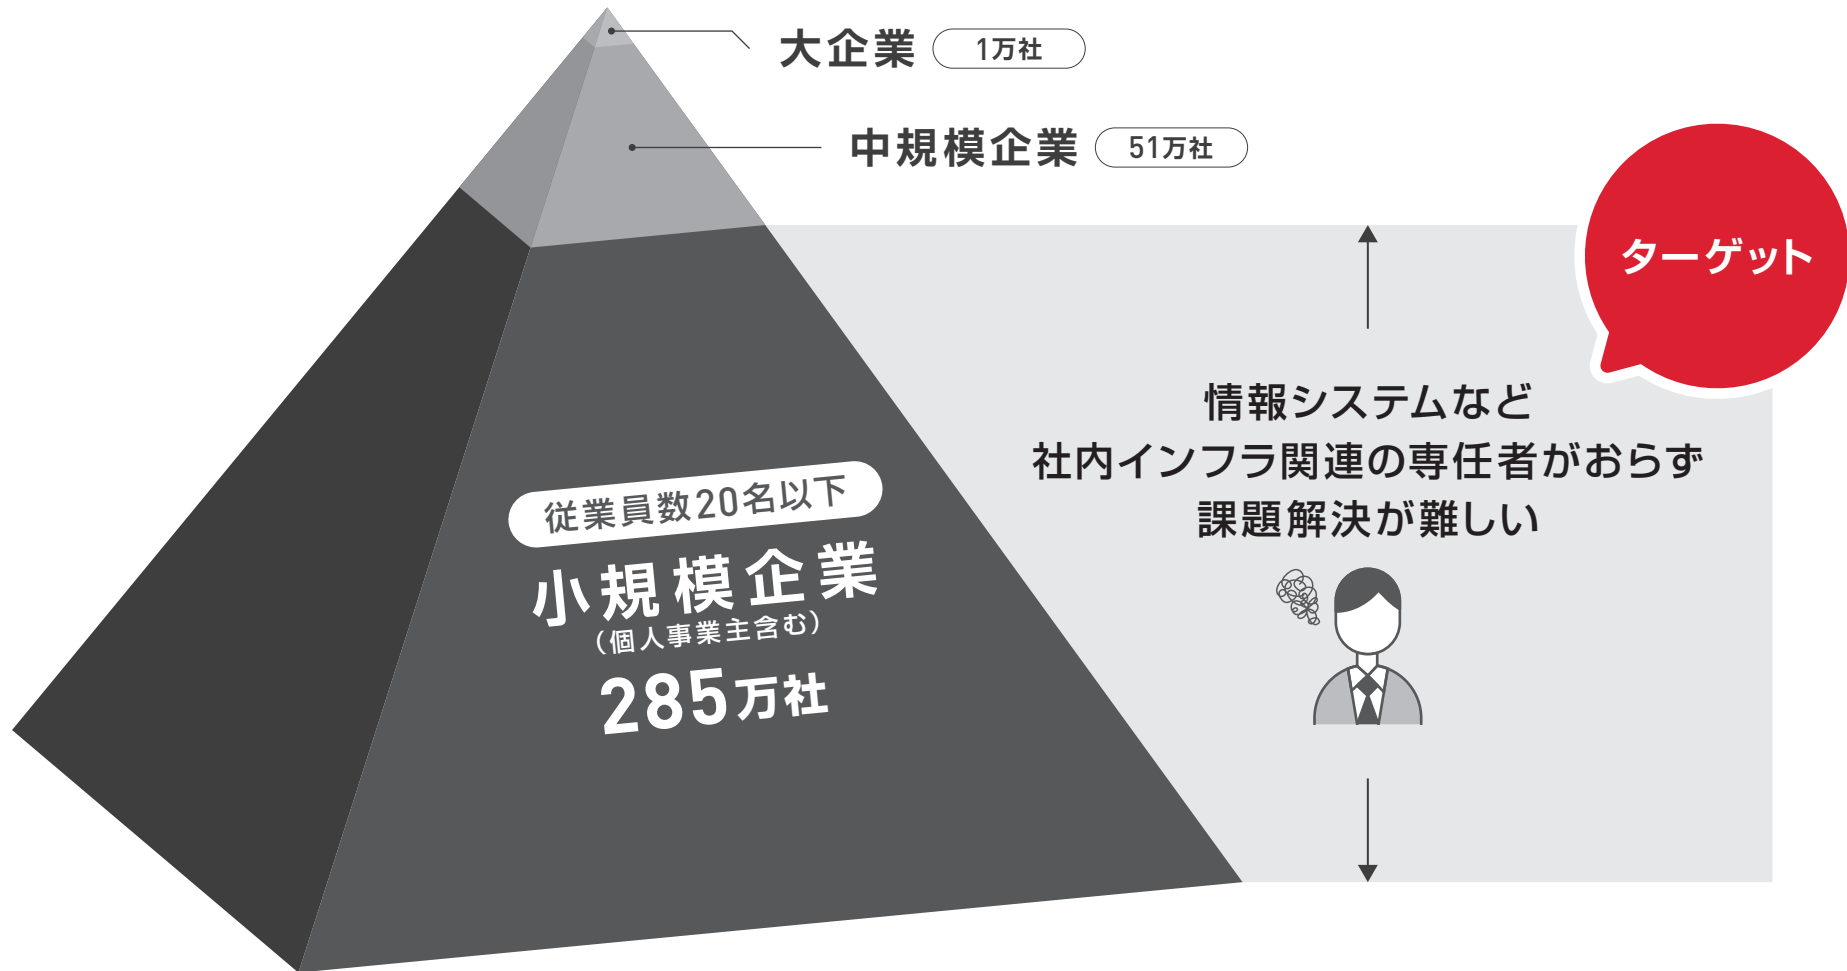 大企業 1万社
中規模企業 51万社
ターゲット
情報システムなど
社内インフラ関連の専任者がおらず
課題解決が難しい
従業員数20名以下
小規模企業
（個人事業主含む）
285万社